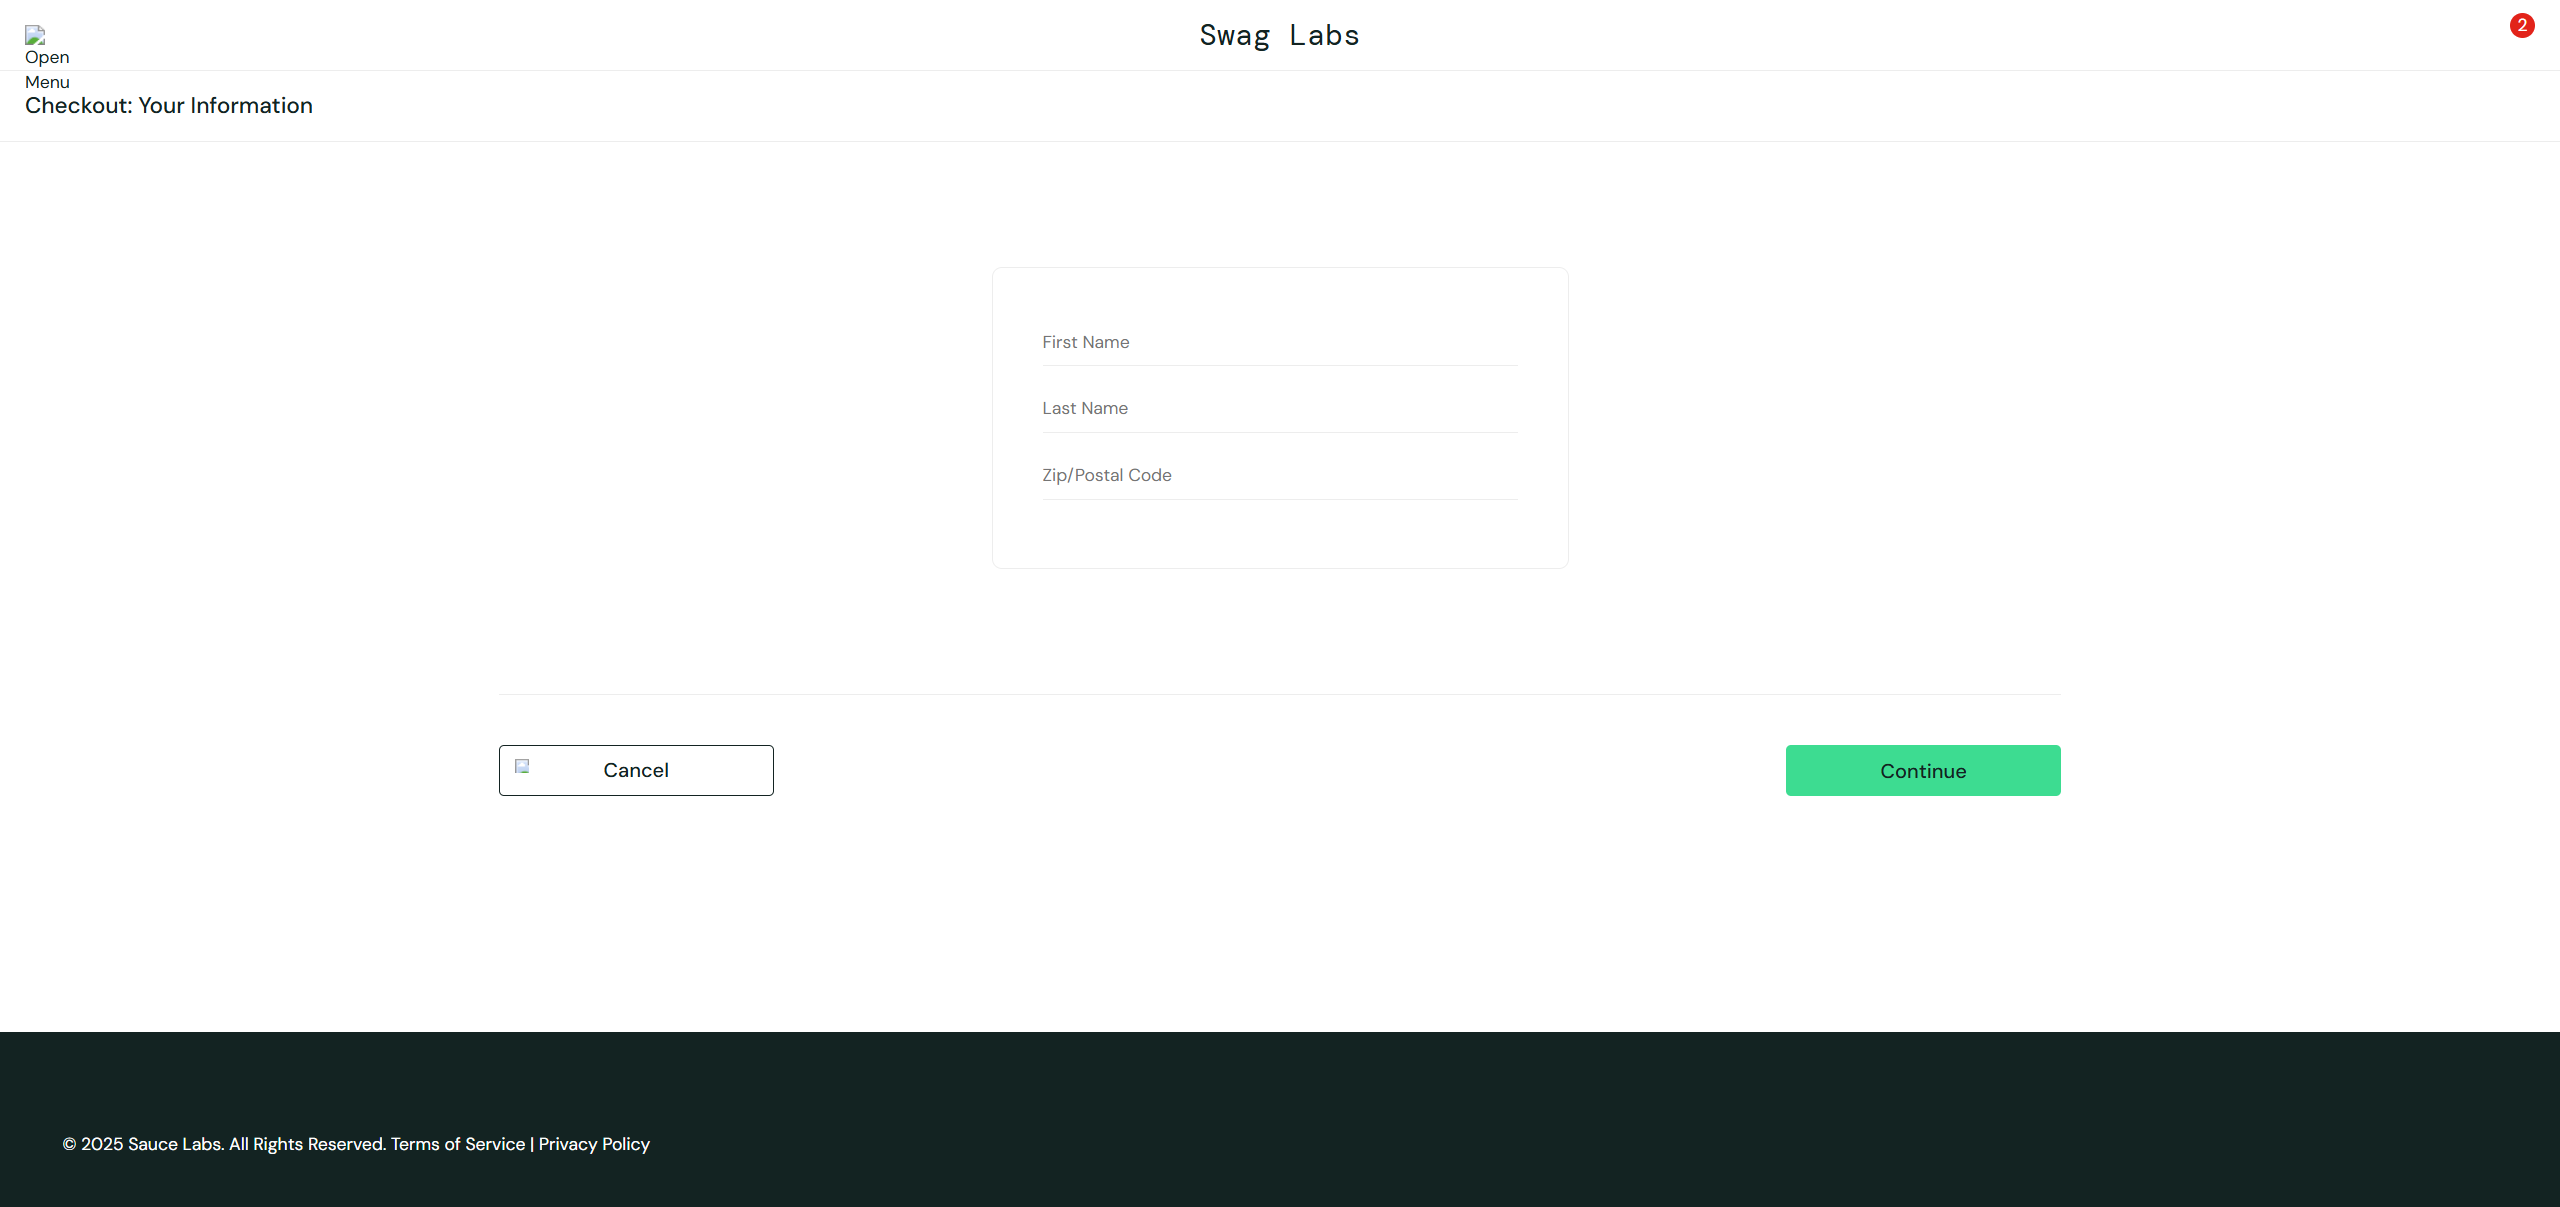 Open
Menu
Swag Labs
2
Checkout: Your Information
First Name
Last Name
Zip/Postal Code
Cancel
Continue
© 2025 Sauce Labs. All Rights Reserved. Terms of Service | Privacy Policy